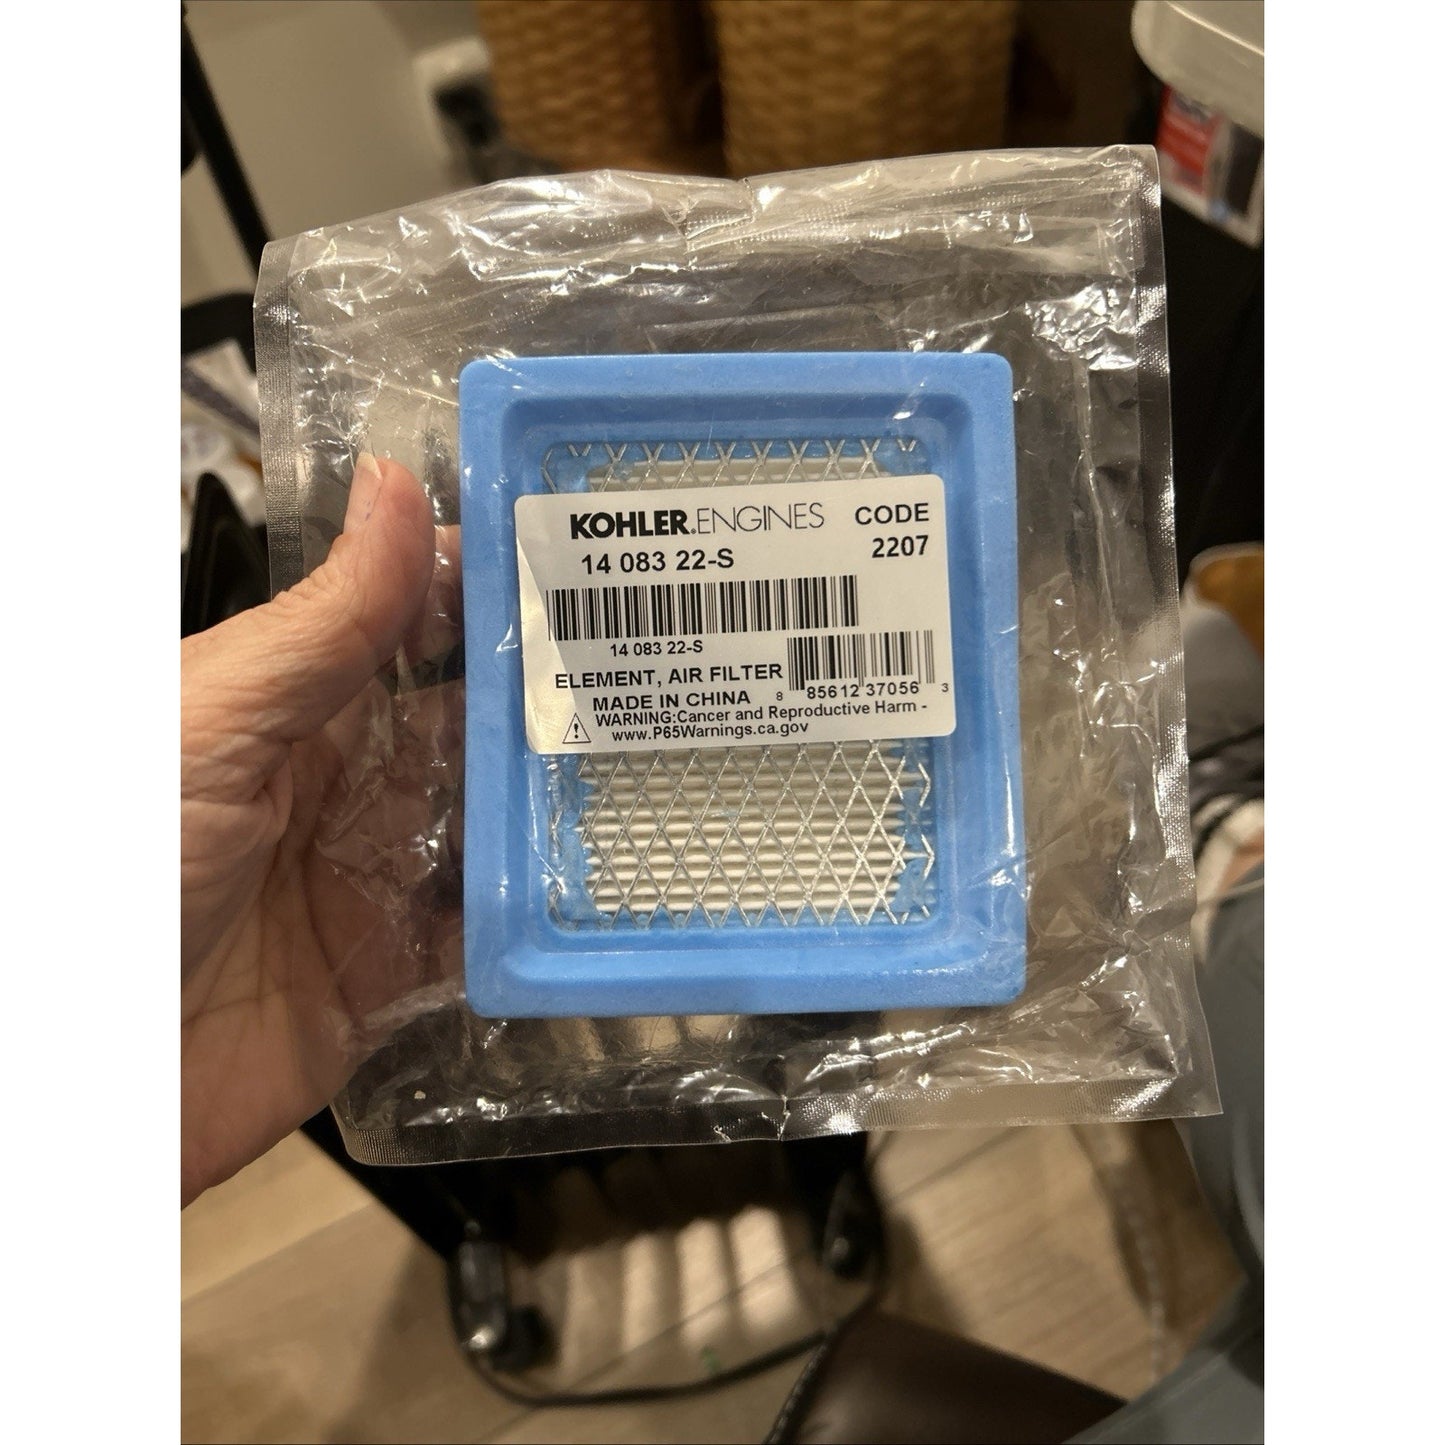 KOHLER.ENGINES CODE
14 083 22-S 2207
14 083 22-S
ELEMENT, AIR FILTER
MADE IN CHINA 8 85612 37056 3
WARNING:Cancer and Reproductive Harm -
www.P65Warnings.ca.gov